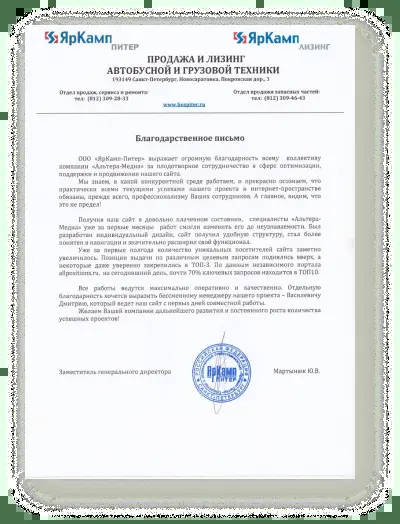 ЯрКамп ПИТЕР
ЯрКамп ЛИЗИНГ
ПРОДАЖА И ЛИЗИНГ
АВТОБУСНОЙ И ГРУЗОВОЙ ТЕХНИКИ
193149 Санкт-Петербург, Новосаратовка, Покровская дор., 3
Отдел продаж, сервиса и ремонта:
тел: (812) 309-28-33
Отдел продажи запасных частей:
тел: (812) 309-46-43
www.buspiter.ru
Благодарственное письмо
ООО «ЯрКамп-Питер» выражает огромную благодарность всему коллективу
компании «Альтера-Медиа» за плодотворное сотрудничество в сфере оптимизации,
поддержки и продвижения нашего сайта.
Мы знаем, в какой конкурентной среде работаем, и прекрасно осознаем, что
практически всеми текущими успехами нашего проекта в интернет-пространстве
обязаны, прежде всего, профессионализму Ваших сотрудников. А главное, видим, что
это не предел!
Получив наш сайт в довольно плачевном состоянии, специалисты «Альтера-
Медиа» уже за первые месяцы работ смогли изменить его до неузнаваемости. Был
разработан индивидуальный дизайн, сайт получил удобную структуру, стал более
понятен в навигации и значительно расширил свой функционал.
Уже за первое полгода количество уникальных посетителей сайта заметно
увеличилось. Позиции выдачи по различным целевым запросам поднялись вверх, а
некоторые даже уверенно закрепились в ТОП-3. По данным независимого портала
allpositions.ru, на сегодняшний день, почти 70% ключевых запросов находятся в ТОП10.
Все работы ведутся максимально оперативно и качественно. Отдельную
благодарность хочется выразить бессменному менеджеру нашего проекта – Василевичу
Дмитрию, который ведет наш сайт с первых дней совместной работы.
Желаем Вашей компании дальнейшего развития и постоянного роста количества
успешных проектов!
Заместитель генерального директора
Мартынюк Ю.В.
ЯрКамп
ПИТЕР